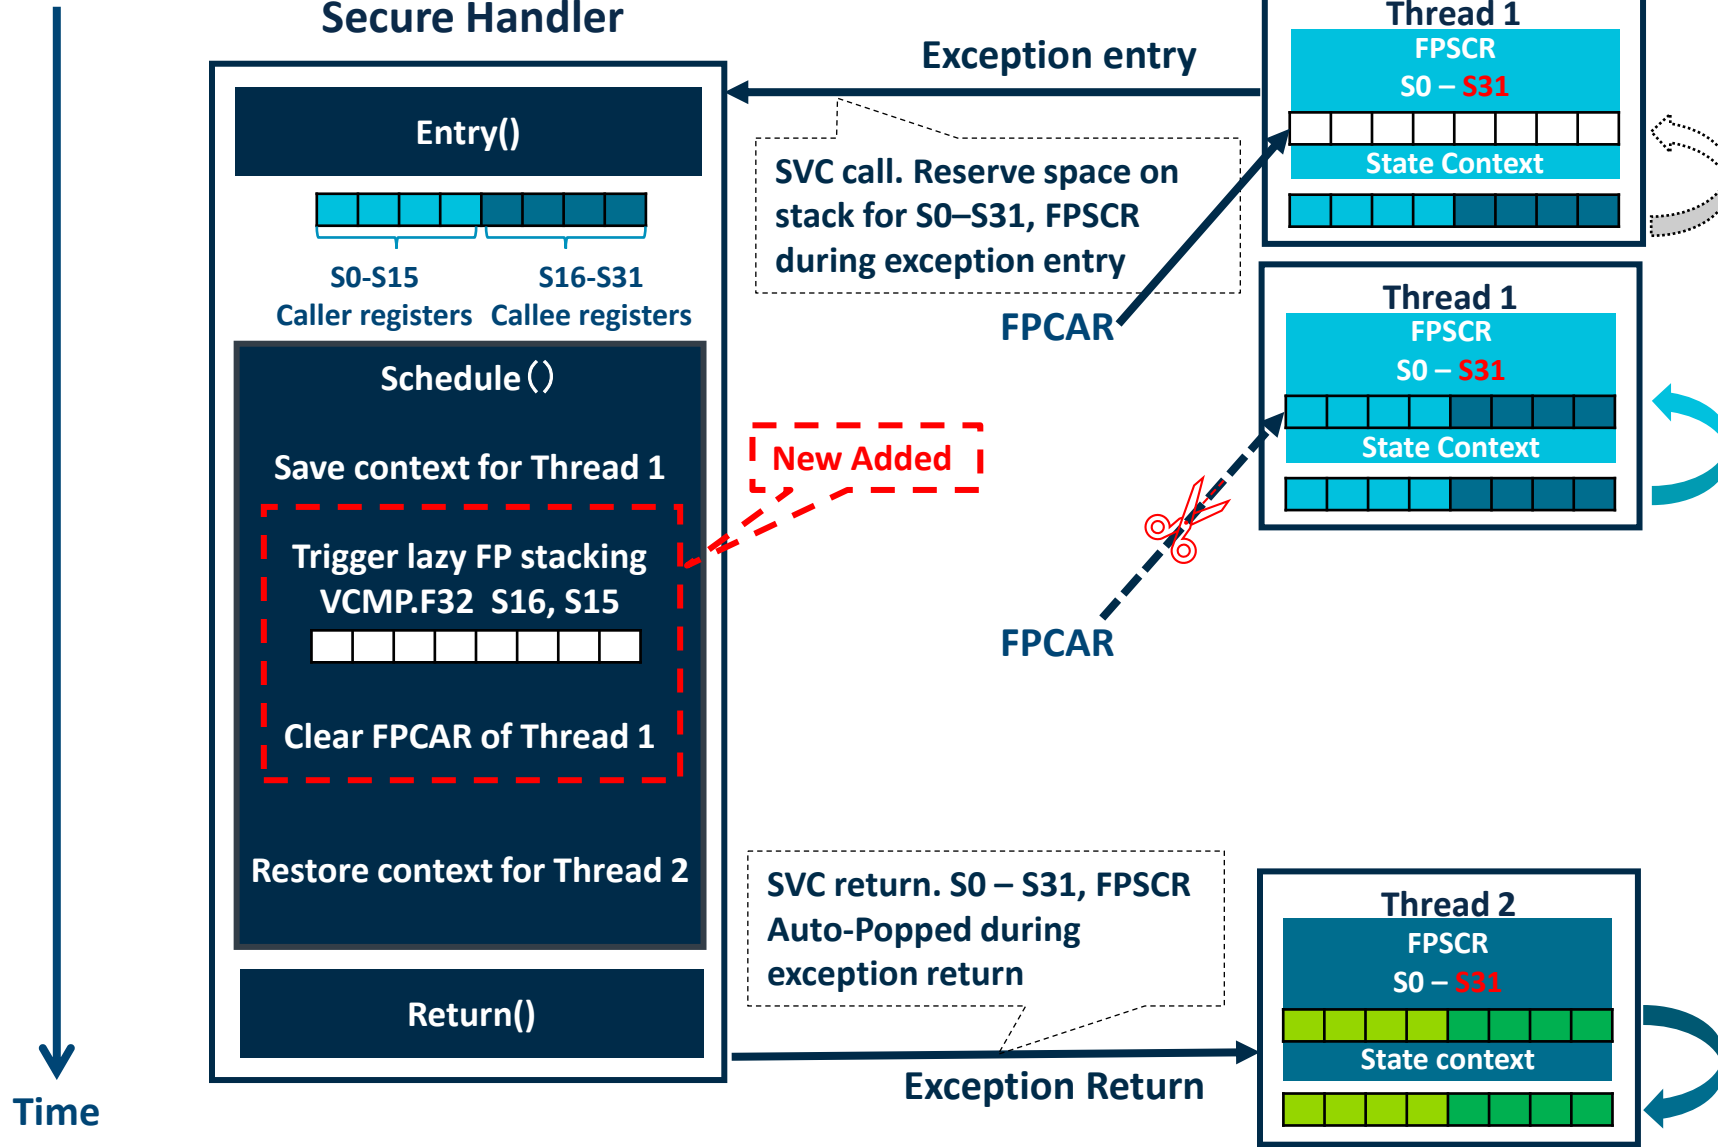 Secure Handler
Entry()
S0-S15
Caller registers
S16-S31
Callee registers
Schedule()
Save context for Thread 1
Trigger lazy FP stacking
VCMP.F32 S16, S15
Clear FPCAR of Thread 1
Restore context for Thread 2
Return()
Time
Exception entry
SVC call. Reserve space on
stack for S0–S31, FPSCR
during exception entry
FPCAR
New Added
FPCAR
SVC return. S0 – S31, FPSCR
Auto-Popped during
exception return
Exception Return
Thread 1
FPSCR
S0 – S31
State Context
Thread 1
FPSCR
S0 – S31
State Context
Thread 2
FPSCR
S0 – S31
State context